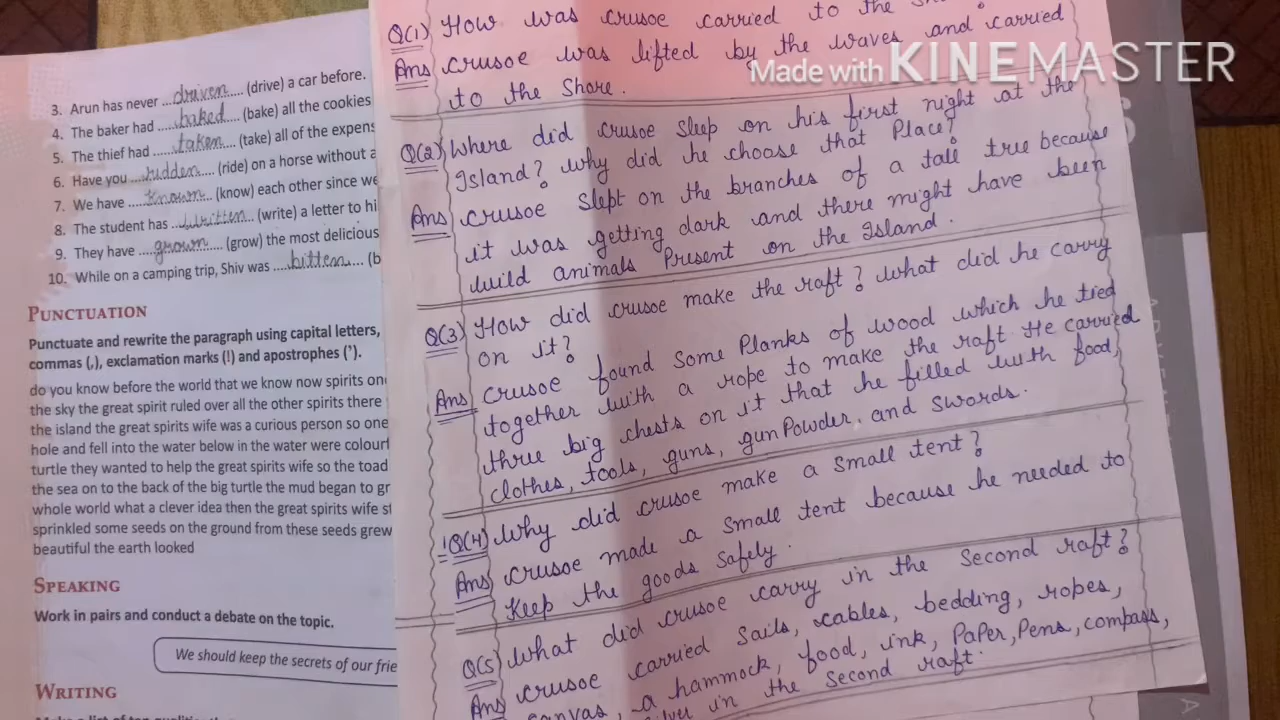 3. Arun has never ...driven.... (drive) a car before.
4. The baker had ....baked.... (bake) all the cookies
5. The thief had ....taken.... (take) all of the expens
6. Have you ...ridden.... (ride) on a horse without a
7. We have ....known.... (know) each other since we
8. The student has ..written... (write) a letter to hi
9. They have ....grown.... (grow) the most delicious
10. While on a camping trip, Shiv was ...bitten.... (b
PUNCTUATION
Punctuate and rewrite the paragraph using capital letters,
commas (,), exclamation marks (!) and apostrophes (').
do you know before the world that we know now spirits on
the sky the great spirit ruled over all the other spirits there
the island the great spirits wife was a curious person so one
hole and fell into the water below in the water were colourf
turtle they wanted to help the great spirits wife so the toad
the sea on to the back of the big turtle the mud began to gr
whole world what a clever idea then the great spirits wife st
sprinkled some seeds on the ground from these seeds grew
beautiful the earth looked
SPEAKING
Work in pairs and conduct a debate on the topic.
We should keep the secrets of our frie
WRITING
Q(1) How was crusoe carried to the
Ans) crusoe was lifted by the waves and carried
to the Shore.
Q(2) Where did crusoe sleep on his first night at the
Island? Why did he choose that Place?
Ans) crusoe slept on the branches of a tall tree because
it was getting dark and there might have been
wild animals Present on the Island.
Q(3) How did crusoe make the raft? What did he carry
on it?
Ans) crusoe found some Planks of wood which he tied
together with a rope to make the raft He carried
three big chests on it that he filled with food,
clothes, tools, guns, gunPowder, and swords.
Q(4) Why did crusoe make a small tent?
Ans) crusoe made a small tent because he needed to
Keep the goods Safely.
Q(5) What did crusoe carry in the Second raft?
Ans) crusoe carried Sails, cables, bedding, ropes,
canvas, a hammock, food, ink, PaPer, Pens, compass,
in the Second raft.
Made with KINEMASTER